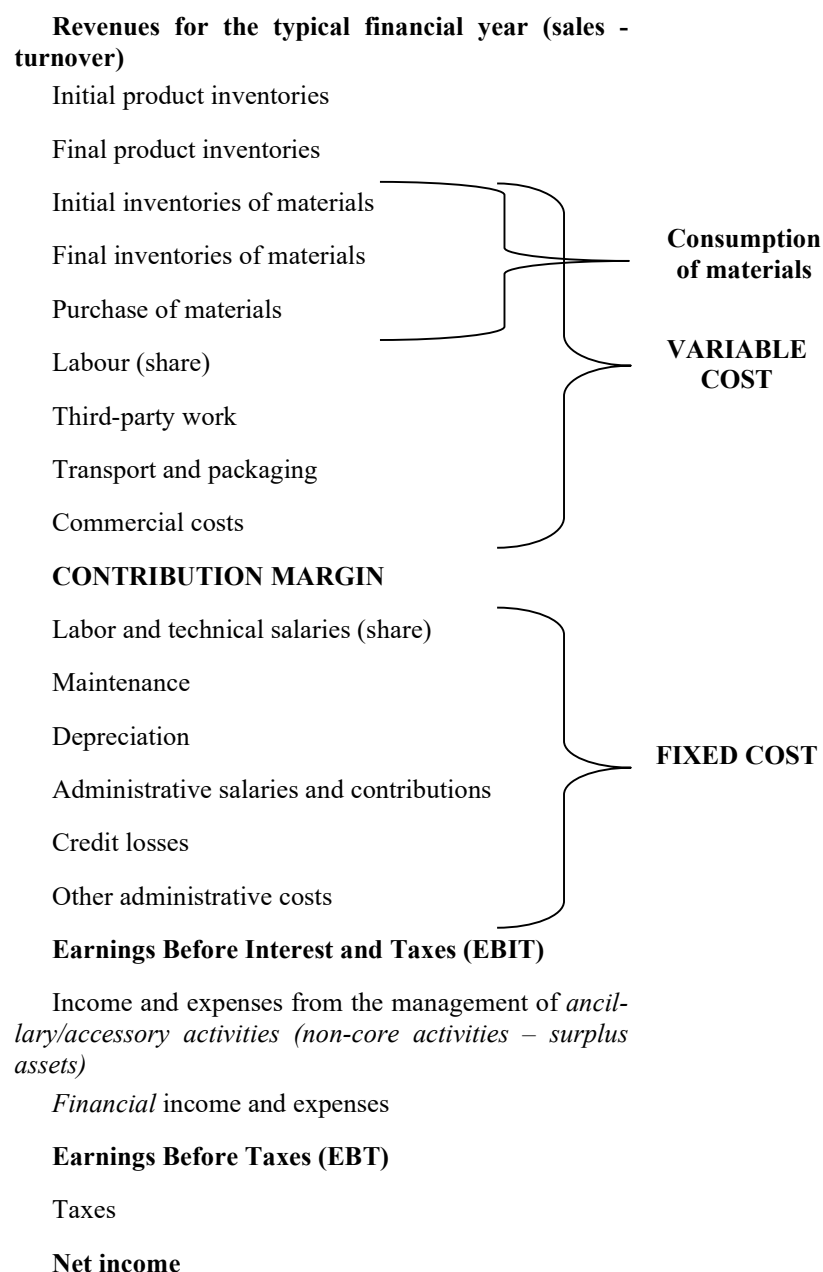 Revenues for the typical financial year (sales -
turnover)
Initial product inventories
Final product inventories
Initial inventories of materials
Final inventories of materials
Consumption
of materials
Purchase of materials
Labour (share)
VARIABLE
COST
Third-party work
Transport and packaging
Commercial costs
CONTRIBUTION MARGIN
Labor and technical salaries (share)
Maintenance
Depreciation
FIXED COST
Administrative salaries and contributions
Credit losses
Other administrative costs
Earnings Before Interest and Taxes (EBIT)
Income and expenses from the management of ancil-
lary/accessory activities (non-core activities – surplus
assets)
Financial income and expenses
Earnings Before Taxes (EBT)
Taxes
Net income